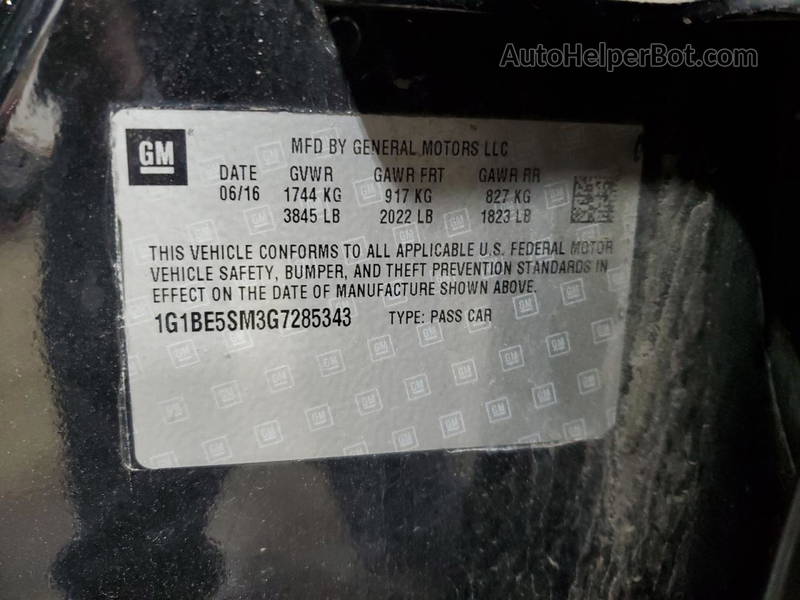 AutoHelperBot.com
GM
MFD BY GENERAL MOTORS LLC
DATE GVWR GAWR FRT GAWR RR
06/16 1744 KG 917 KG 827 KG
3845 LB 2022 LB 1823 LB
THIS VEHICLE CONFORMS TO ALL APPLICABLE U.S. FEDERAL MOTOR
VEHICLE SAFETY, BUMPER, AND THEFT PREVENTION STANDARDS IN
EFFECT ON THE DATE OF MANUFACTURE SHOWN ABOVE.
1G1BE5SM3G7285343 TYPE: PASS CAR